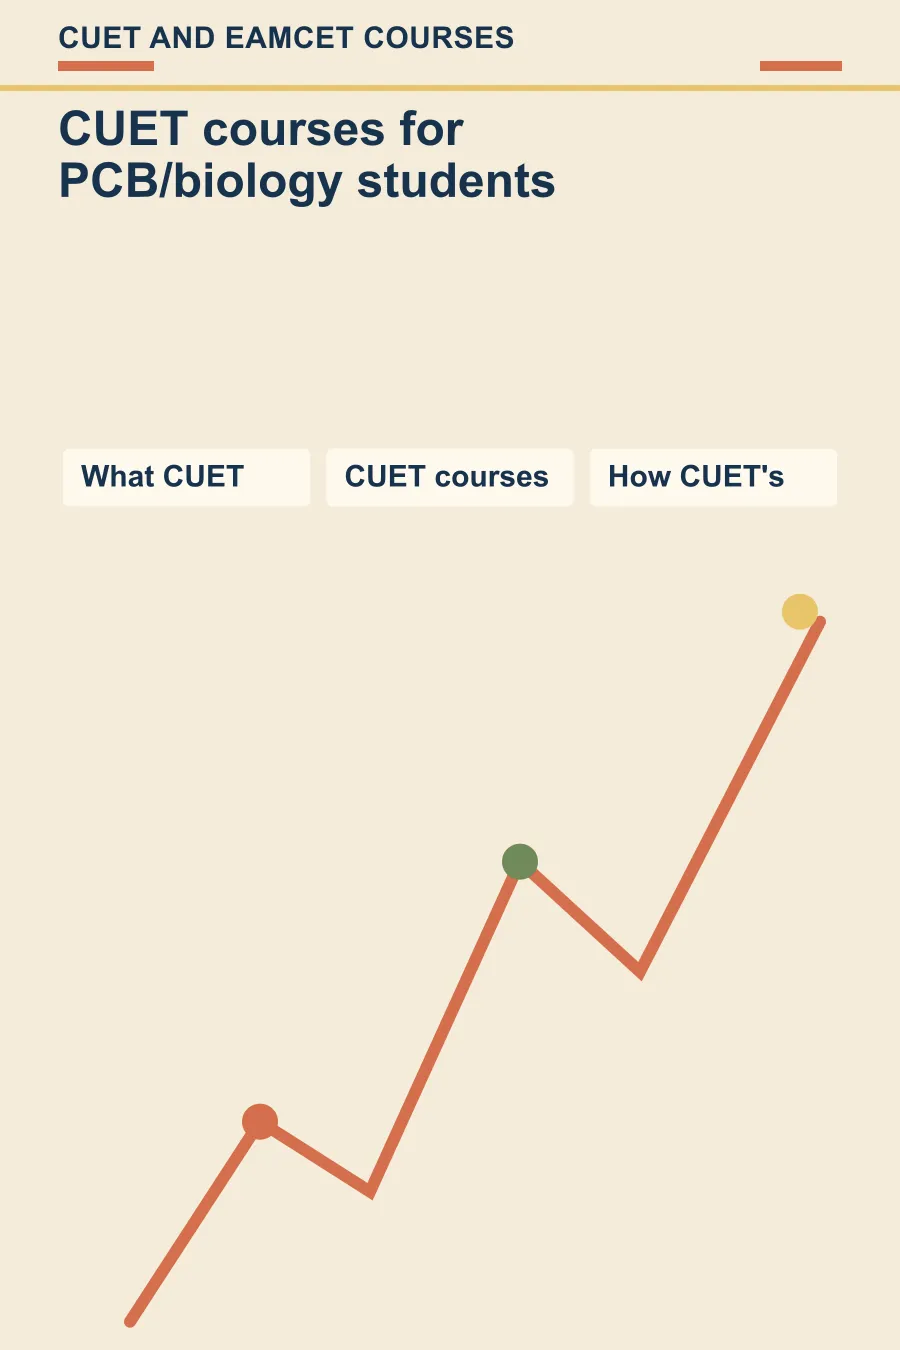 CUET AND EAMCET COURSES
CUET courses for
PCB/biology students
What CUET
CUET courses
How CUET's